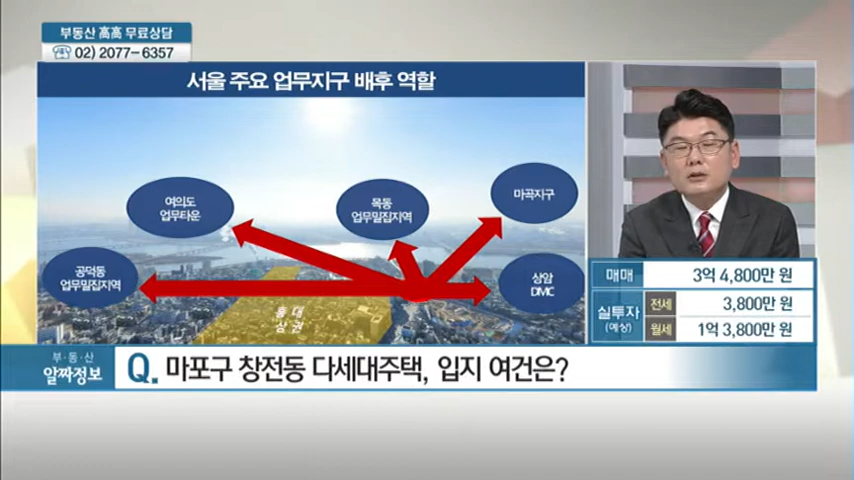 부동산 高高 무료상담
☎ 02) 2077-6357
서울 주요 업무지구 배후 역할
여의도
업무타운
목동
업무밀집지역
마곡지구
공덕동
업무밀집지역
상암
DMC
홍대
상권
매매 3억 4,800만 원
실투자
(예상)
전세 3,800만 원
월세 1억 3,800만 원
부·동·산
알짜정보
Q. 마포구 창전동 다세대주택, 입지 여건은?